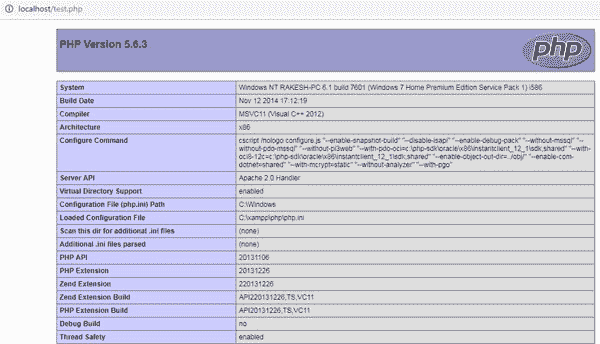 localhost/test.php
PHP Version 5.6.3
php
System Windows NT RAKESH-PC 6.1 build 7601 (Windows 7 Home Premium Edition Service Pack 1) i586
Build Date Nov 12 2014 17:12:19
Compiler MSVC11 (Visual C++ 2012)
Architecture x86
Configure Command cscript /nologo configure.js "--enable-snapshot-build" "--disable-isapi" "--enable-debug-pack" "--without-mssql" "--
without-pdo-mssql" "--without-pi3web" "--with-pdo-oci=c:\php-sdk\oracle\x86\instantclient_12_1\sdk,shared" "--with-
oci8-12c=c:\php-sdk\oracle\x86\instantclient_12_1\sdk,shared" "--enable-object-out-dir=../obj/" "--enable-com-
dotnet=shared" "--with-mcrypt=static" "--without-analyzer" "--with-pgo"
Server API Apache 2.0 Handler
Virtual Directory Support enabled
Configuration File (php.ini) Path C:\Windows
Loaded Configuration File C:\xampp\php\php.ini
Scan this dir for additional .ini files (none)
Additional .ini files parsed (none)
PHP API 20131106
PHP Extension 20131226
Zend Extension 220131226
Zend Extension Build API220131226,TS,VC11
PHP Extension Build API20131226,TS,VC11
Debug Build no
Thread Safety enabled